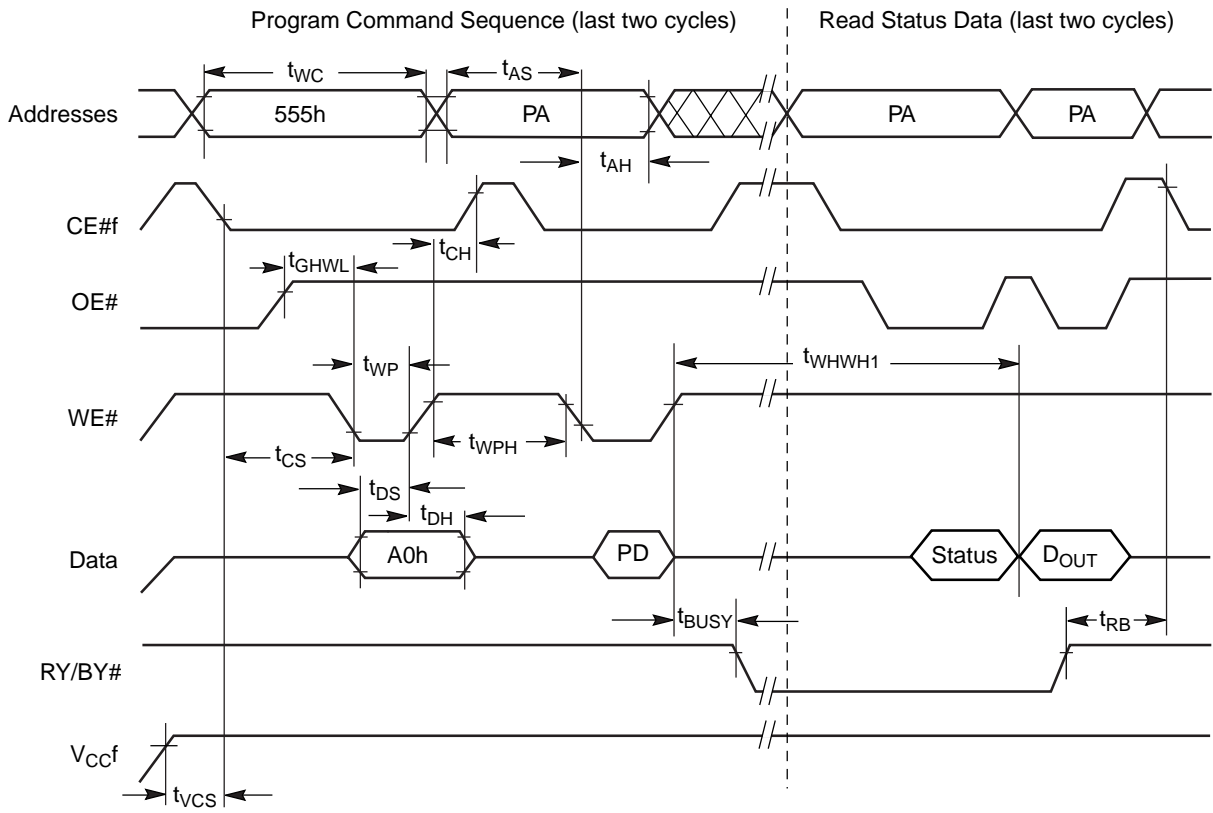 Program Command Sequence (last two cycles) Read Status Data (last two cycles)
tWC tAS
Addresses 555h PA PA PA
tAH
CE#f
tCH
tGHWL
OE#
tWP tWHWH1
WE#
tWPH
tCS
tDS
tDH
Data A0h PD Status DOUT
tBUSY tRB
RY/BY#
VCCf
tVCS